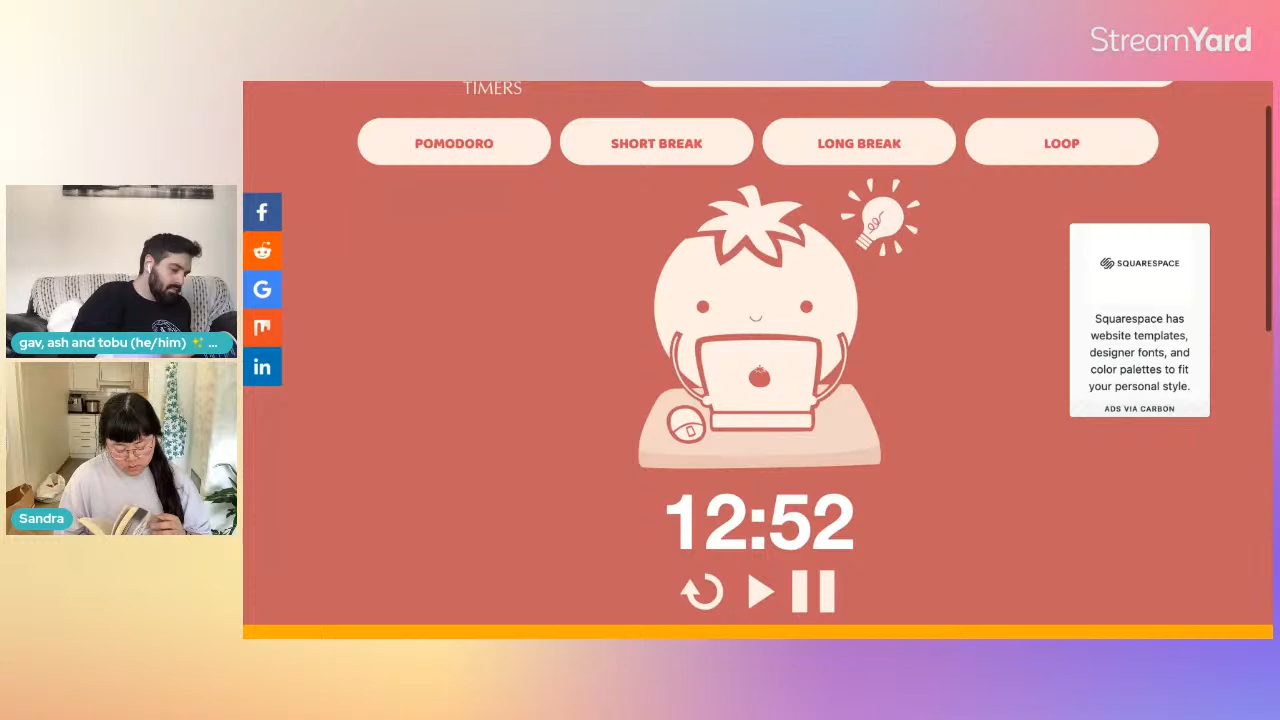 StreamYard
TIMERS
POMODORO
SHORT BREAK
LONG BREAK
LOOP
SQUARESPACE
Squarespace has
website templates,
designer fonts, and
color palettes to fit
your personal style.
ADS VIA CARBON
12:52
gav, ash and tobu (he/him) ✨ ...
Sandra